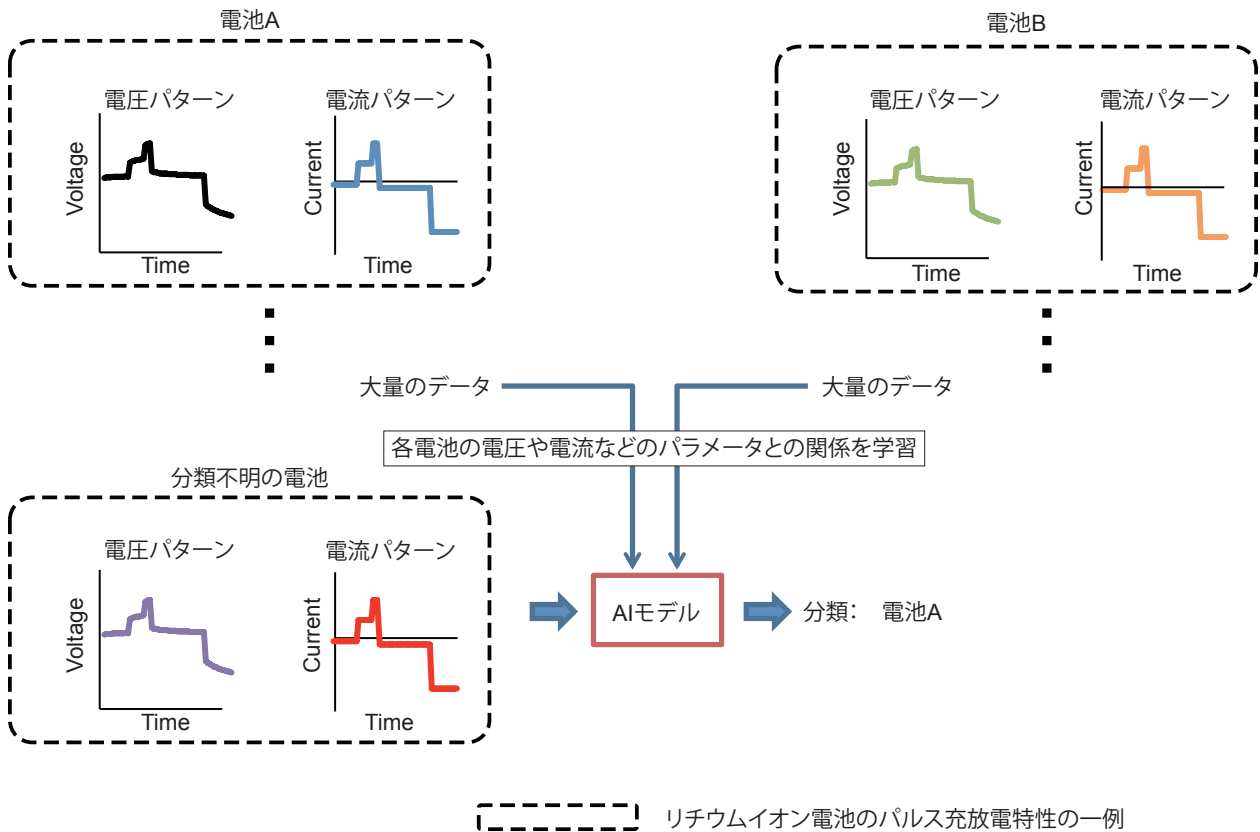 電池A
電圧パターン
電流パターン
Voltage
Time
Current
Time
電池B
電圧パターン
電流パターン
Voltage
Time
Current
Time
大量のデータ
大量のデータ
各電池の電圧や電流などのパラメータとの関係を学習
分類不明の電池
電圧パターン
電流パターン
Voltage
Time
Current
Time
AIモデル
分類： 電池A
リチウムイオン電池のパルス充放電特性の一例